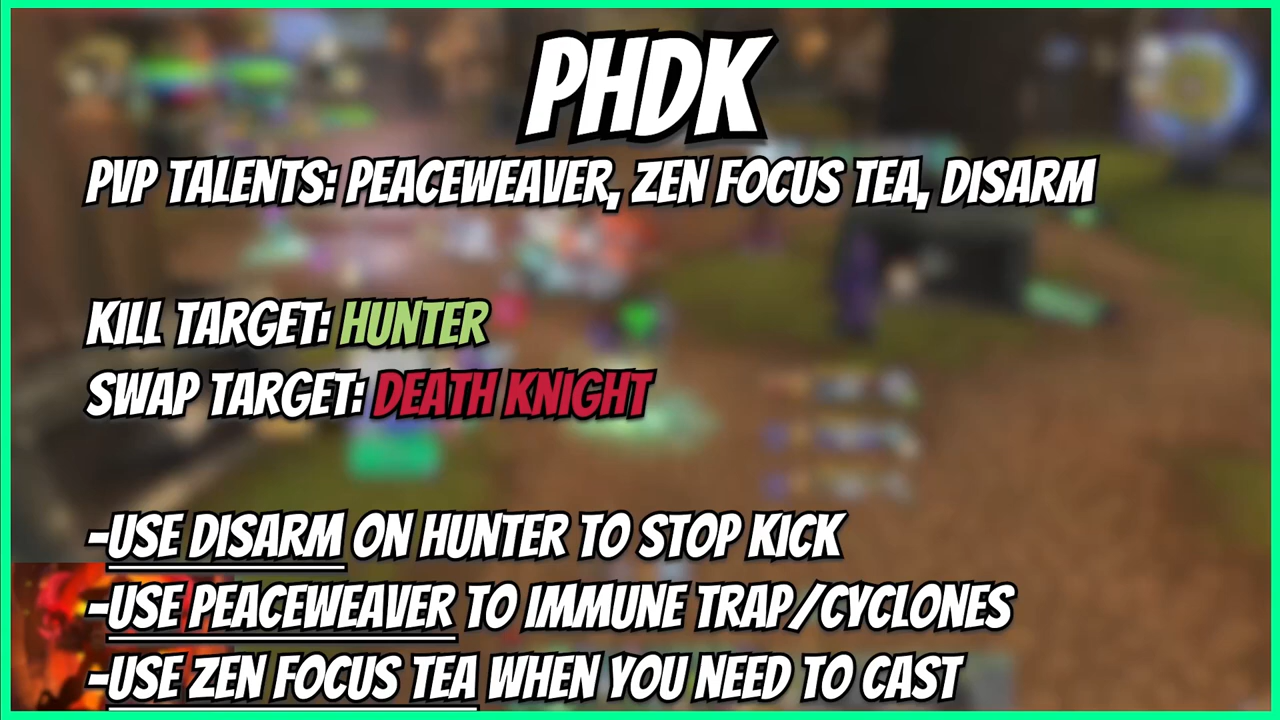 PHDK
PVP TALENTS: PEACEWEAVER, ZEN FOCUS TEA, DISARM
KILL TARGET: HUNTER
SWAP TARGET: DEATH KNIGHT
-USE DISARM ON HUNTER TO STOP KICK
-USE PEACEWEAVER TO IMMUNE TRAP/CYCLONES
-USE ZEN FOCUS TEA WHEN YOU NEED TO CAST